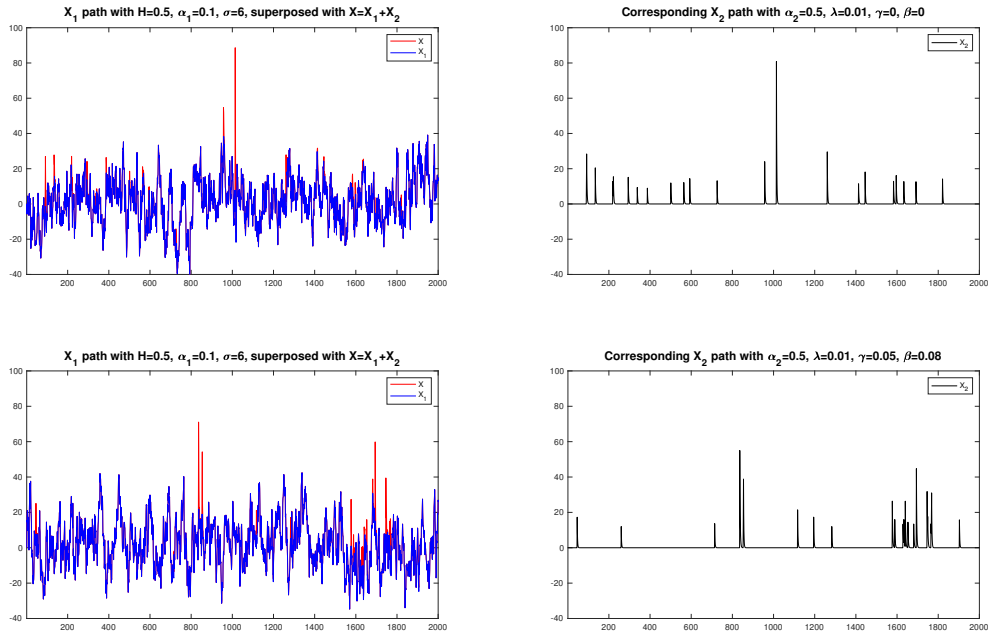 X₁ path with H=0.5, α₁=0.1, σ=6, superposed with X=X₁+X₂
100
80
60
40
20
0
-20
-40
200 400 600 800 1000 1200 1400 1600 1800 2000
X
X₁
Corresponding X₂ path with α₂=0.5, λ=0.01, γ=0, β=0
100
80
60
40
20
0
-20
-40
200 400 600 800 1000 1200 1400 1600 1800 2000
X₂
X₁ path with H=0.5, α₁=0.1, σ=6, superposed with X=X₁+X₂
100
80
60
40
20
0
-20
-40
200 400 600 800 1000 1200 1400 1600 1800 2000
X
X₁
Corresponding X₂ path with α₂=0.5, λ=0.01, γ=0.05, β=0.08
100
80
60
40
20
0
-20
-40
200 400 600 800 1000 1200 1400 1600 1800 2000
X₂